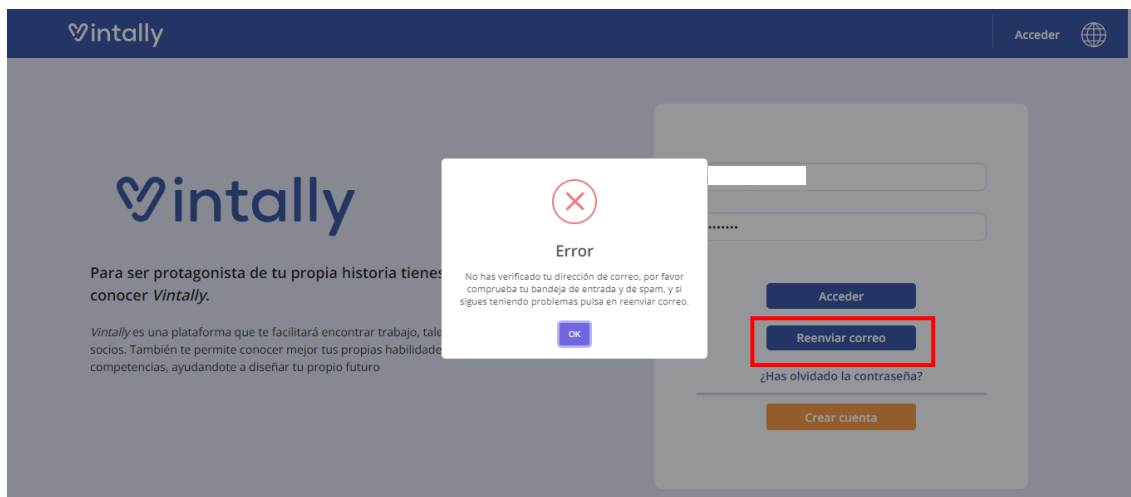 Vintally
Acceder
Vintally
Para ser protagonista de tu propia historia tienes
conocer Vintally.
Vintally es una plataforma que te facilitará encontrar trabajo,
socios. También te permite conocer mejor tus propias
competencias, ayudandote a diseñar tu propio futuro
Error
No has verificado tu dirección de correo, por favor
comprueba tu bandeja de entrada y de spam, y si
sigues teniendo problemas pulsa en reenviar correo.
OK
........
Acceder
Reenviar correo
¿Has olvidado la contraseña?
Crear cuenta